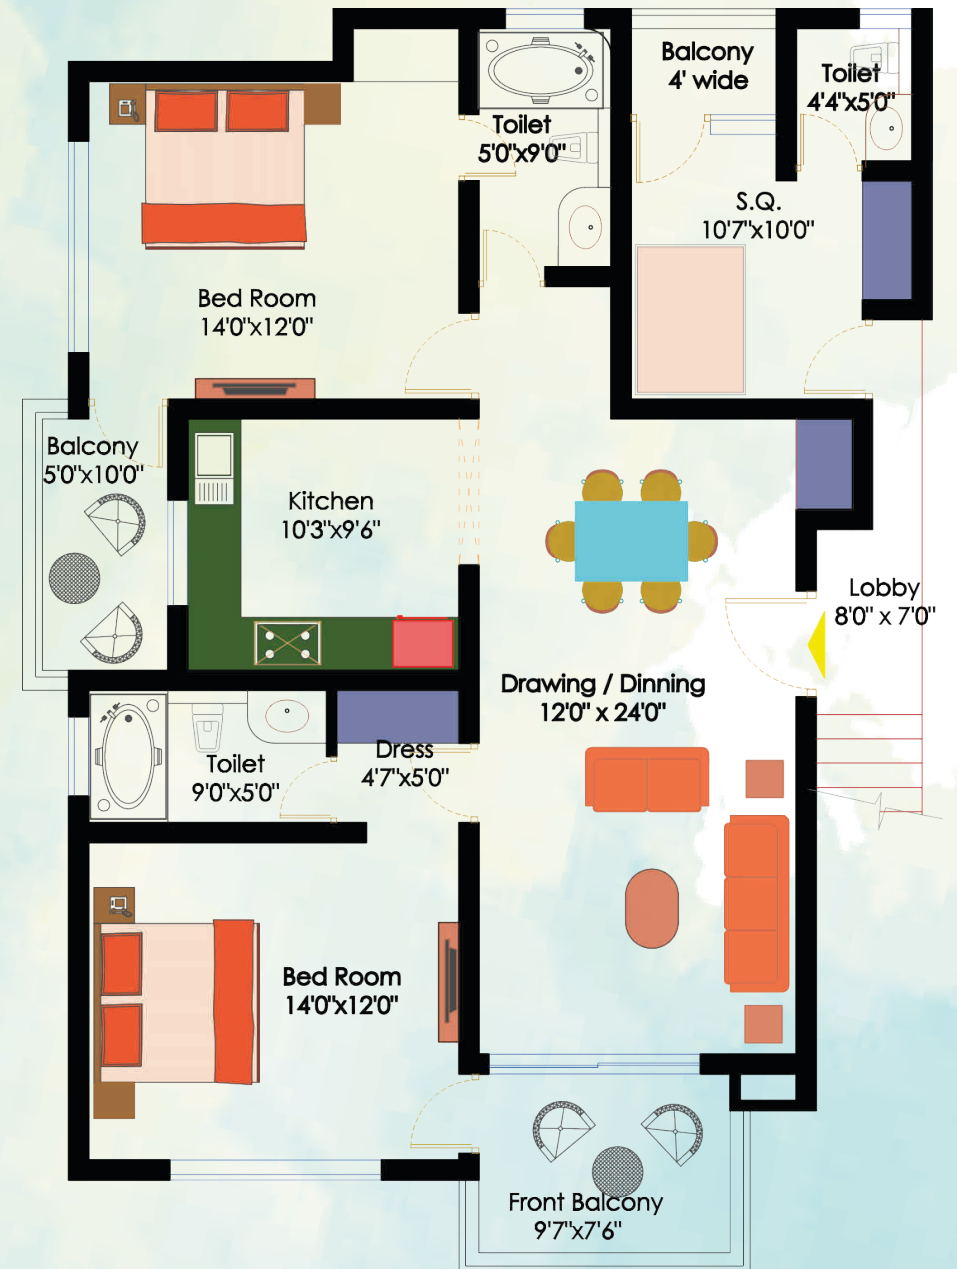 Balcony
4' wide
Toilet
4'4"x5'0"
Toilet
5'0"x9'0"
S.Q.
10'7"x10'0"
Bed Room
14'0"x12'0"
Balcony
5'0"x10'0"
Kitchen
10'3"x9'6"
Lobby
8'0" x 7'0"
Drawing / Dinning
12'0" x 24'0"
Toilet
9'0"x5'0"
Dress
4'7"x5'0"
Bed Room
14'0"x12'0"
Front Balcony
9'7"x7'6"